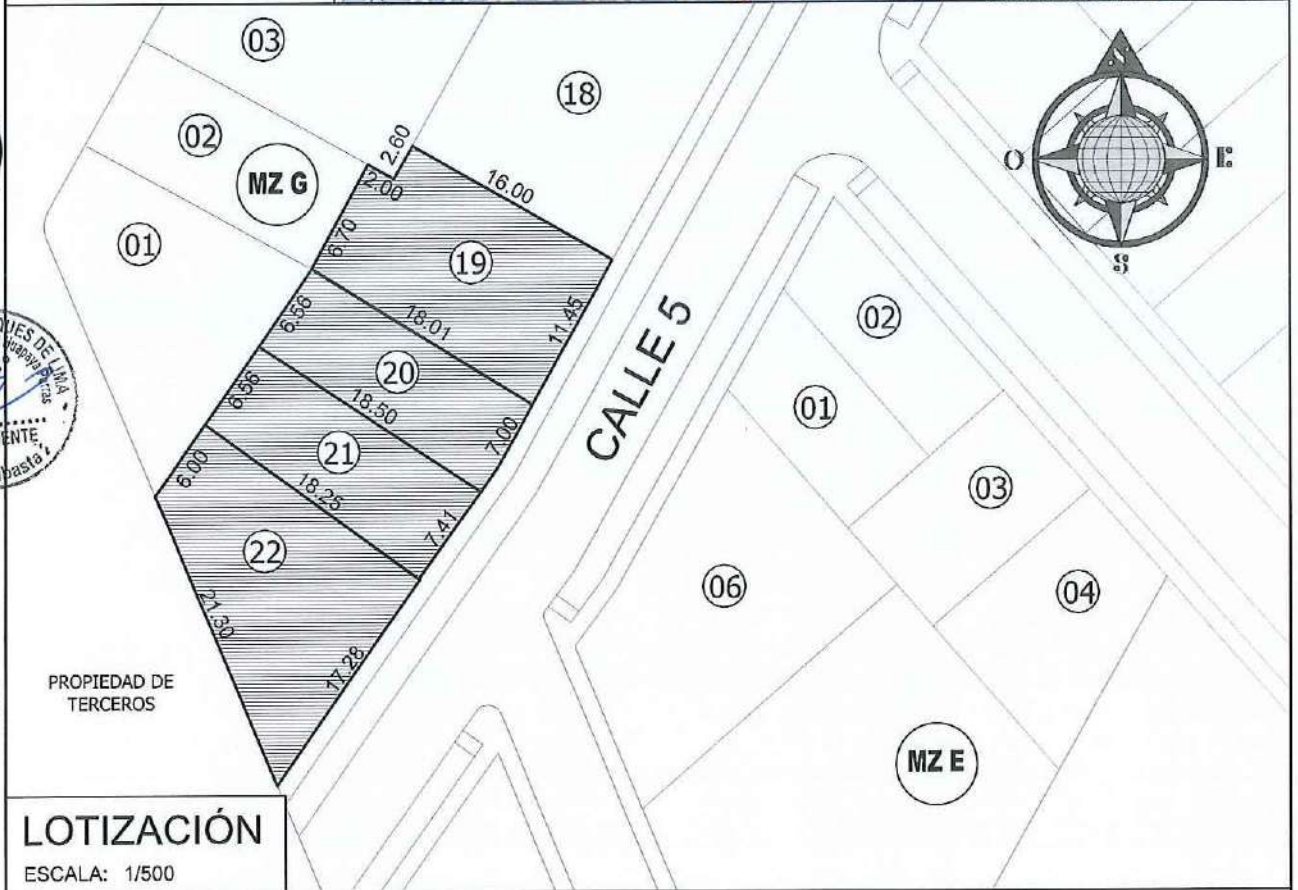 03
18
02
MZ G
2.60
2.00
16.00
N
O
E
S
01
6.70
19
6.56
18.01
11.45
CALLE 5
02
20
6.56
18.50
7.00
01
21
6.00
18.25
7.41
03
22
06
04
21.30
17.28
PROPIEDAD DE
TERCEROS
MZ E
LOTIZACIÓN
ESCALA: 1/500